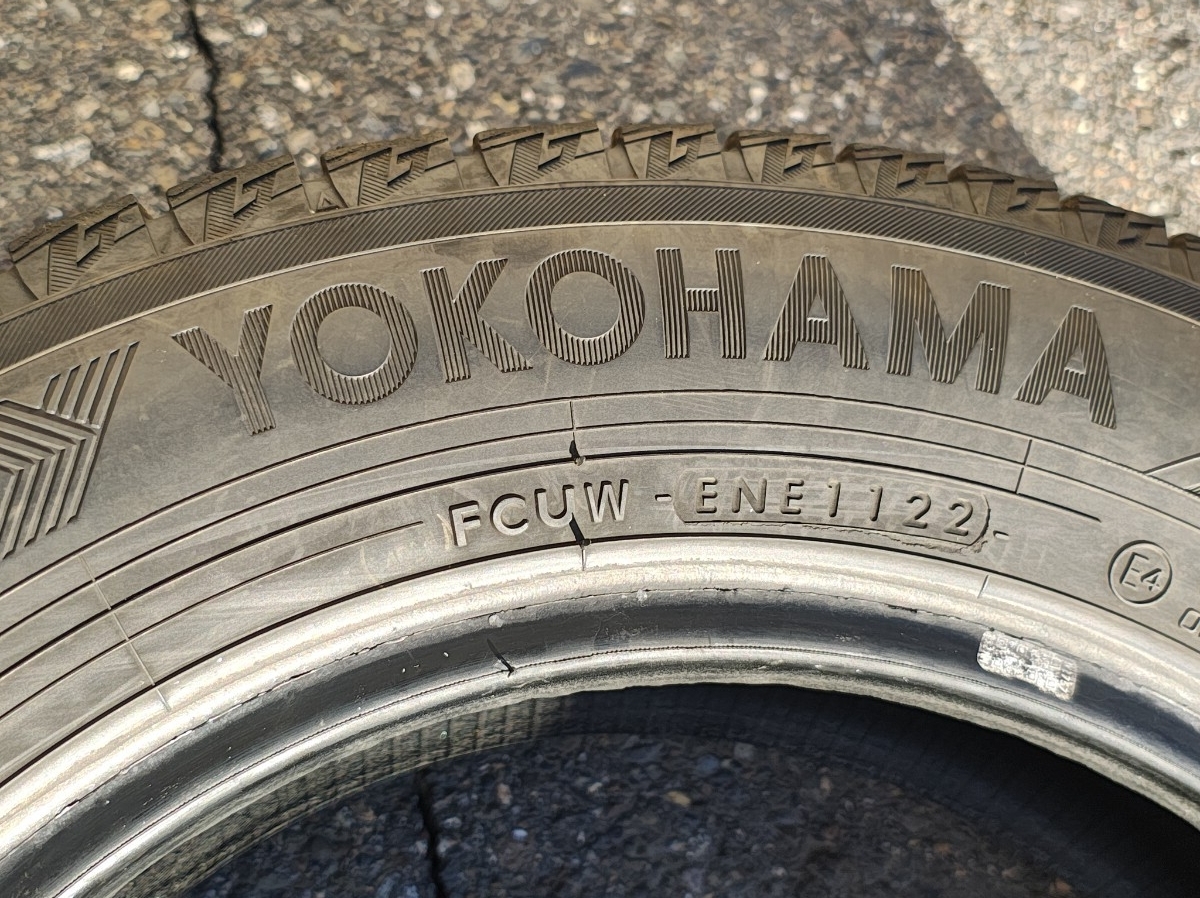 YOKOHAMA
FCUW - ENE1122 -
E4